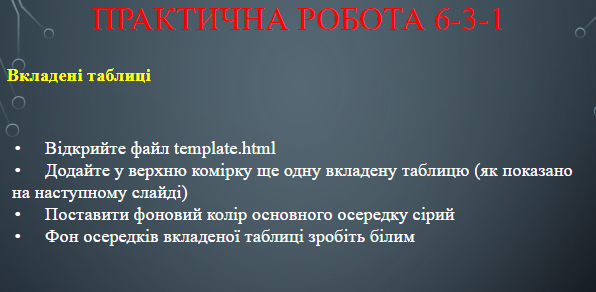 ПРАКТИЧНА РОБОТА 6-3-1
Вкладені таблиці
• Відкрийте файл template.html
• Додайте у верхню комірку ще одну вкладену таблицю (як показано
на наступному слайді)
• Поставити фоновий колір основного осередку сірий
• Фон осередків вкладеної таблиці зробіть білим